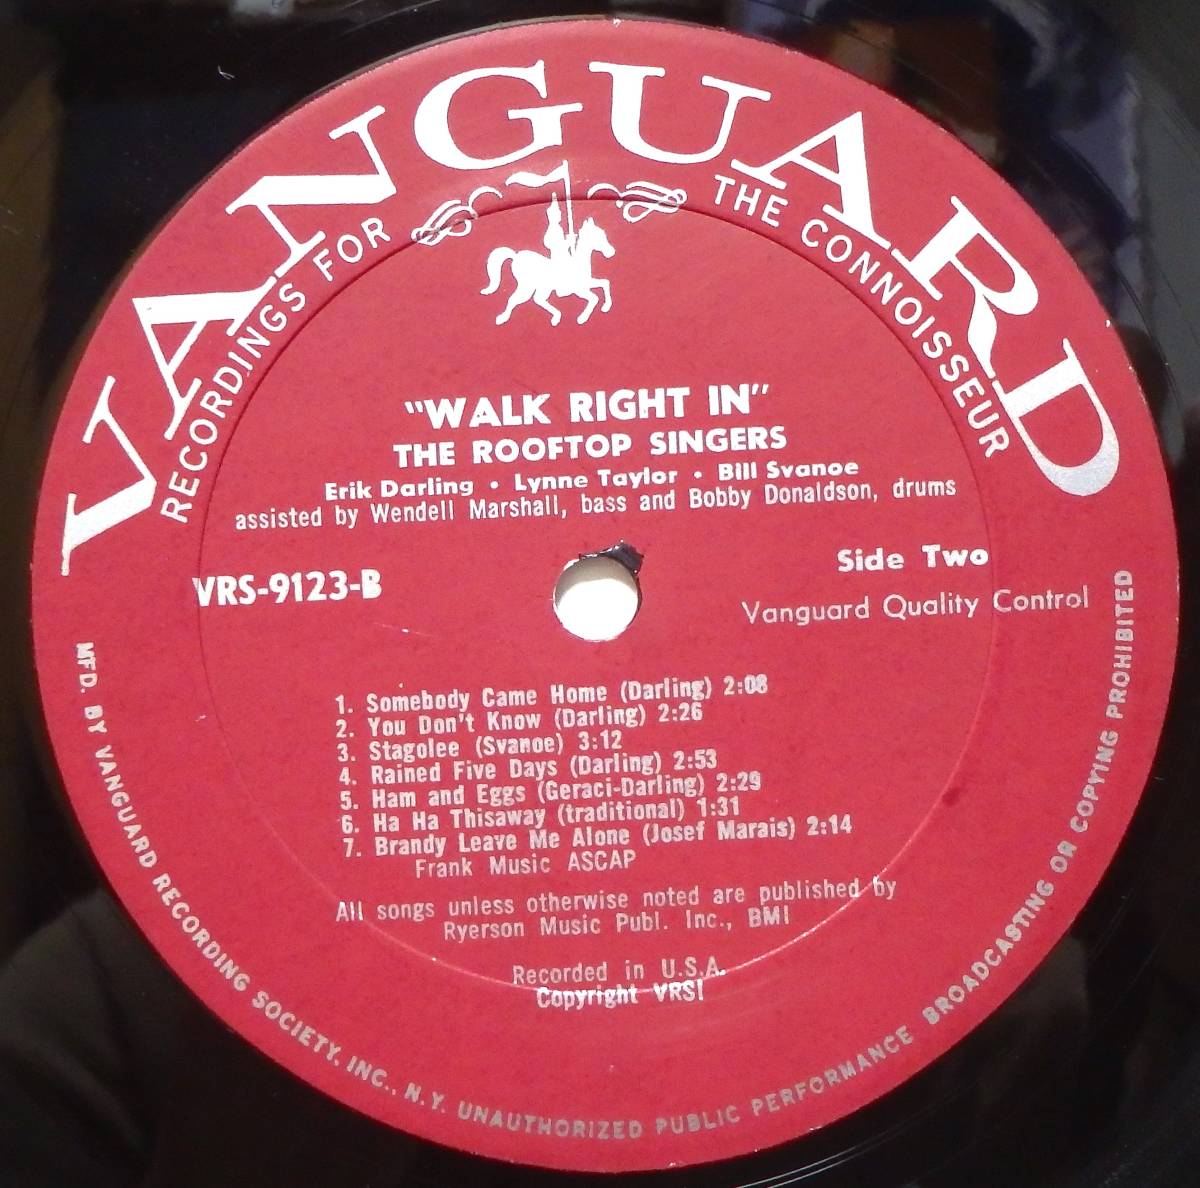 VANGUARD
RECORDINGS FOR THE CONNOISSEUR
"WALK RIGHT IN"
THE ROOFTOP SINGERS
Erik Darling • Lynne Taylor • Bill Svanoe
assisted by Wendell Marshall, bass and Bobby Donaldson, drums
VRS-9123-B
Side Two
Vanguard Quality Control
1. Somebody Came Home (Darling) 2:08
2. You Don't Know (Darling) 2:26
3. Stagolee (Svanoe) 3:12
4. Rained Five Days (Darling) 2:53
5. Ham and Eggs (Geraci-Darling) 2:29
6. Ha Ha Thisaway (traditional) 1:31
7. Brandy Leave Me Alone (Josef Marais) 2:14
Frank Music ASCAP
All songs unless otherwise noted are published by
Ryerson Music Publ. Inc., BMI
Recorded in U.S.A.
Copyright VRSI
MFD. BY VANGUARD RECORDING SOCIETY, INC., N.Y. UNAUTHORIZED PUBLIC PERFORMANCE BROADCASTING OR COPYING PROHIBITED